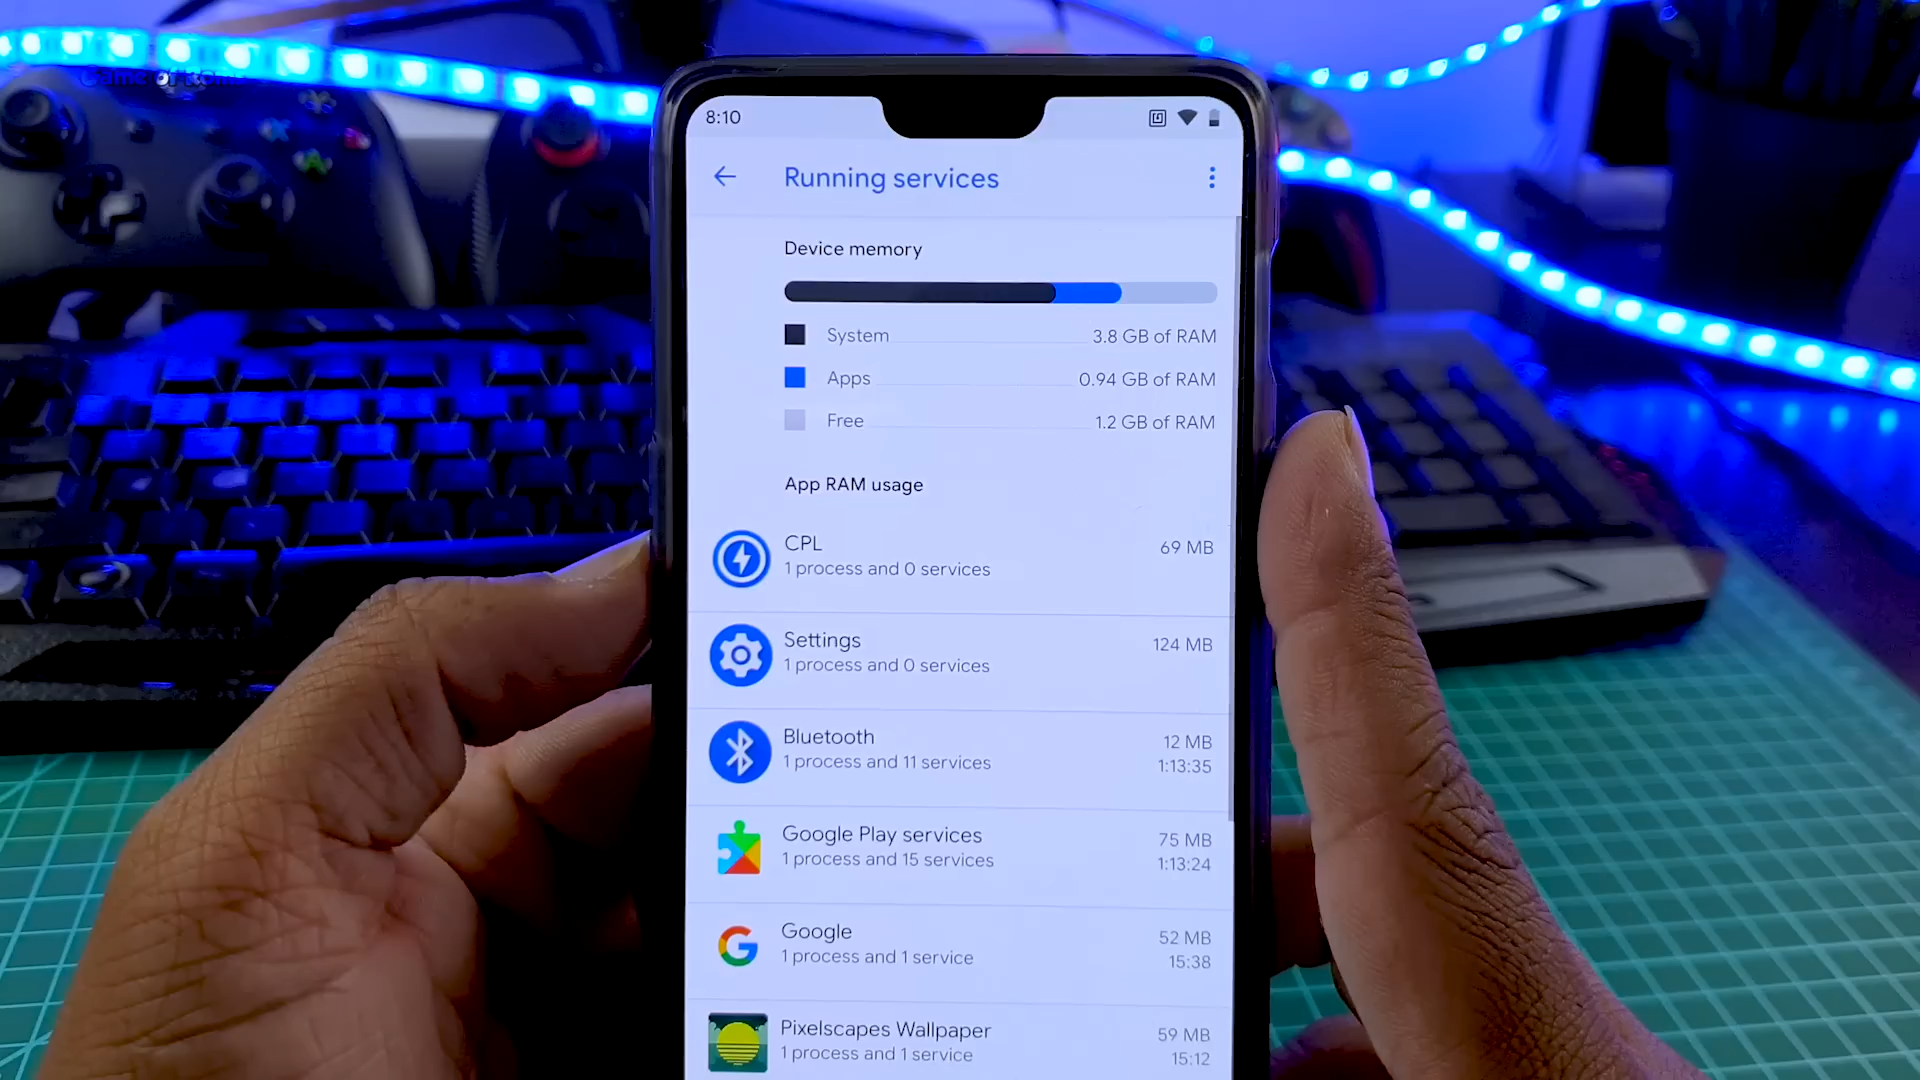 8:10
Running services
Device memory
System 3.8 GB of RAM
Apps 0.94 GB of RAM
Free 1.2 GB of RAM
App RAM usage
CPL 69 MB
1 process and 0 services
Settings 124 MB
1 process and 0 services
Bluetooth 12 MB
1 process and 11 services 1:13:35
Google Play services 75 MB
1 process and 15 services 1:13:24
Google 52 MB
1 process and 1 service 15:38
Pixelscapes Wallpaper 59 MB
1 process and 1 service 15:12